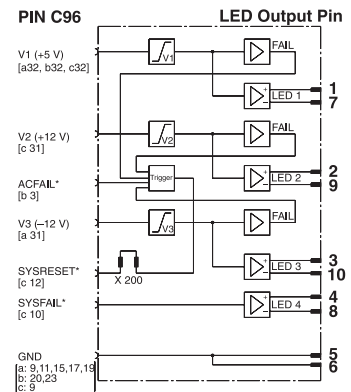 PIN C96
LED Output Pin
V1 (+5 V)
[a32, b32, c32]
V1
FAIL
LED 1
1
7
V2 (+12 V)
[c 31]
V2
FAIL
LED 2
2
9
ACFAIL*
[b 3]
Trigger
V3 (–12 V)
[a 31]
V3
FAIL
LED 3
3
10
SYSRESET*
[c 12]
X 200
SYSFAIL*
[c 10]
LED 4
4
8
GND
a: 9,11,15,17,19
b: 20,23
c: 9
5
6